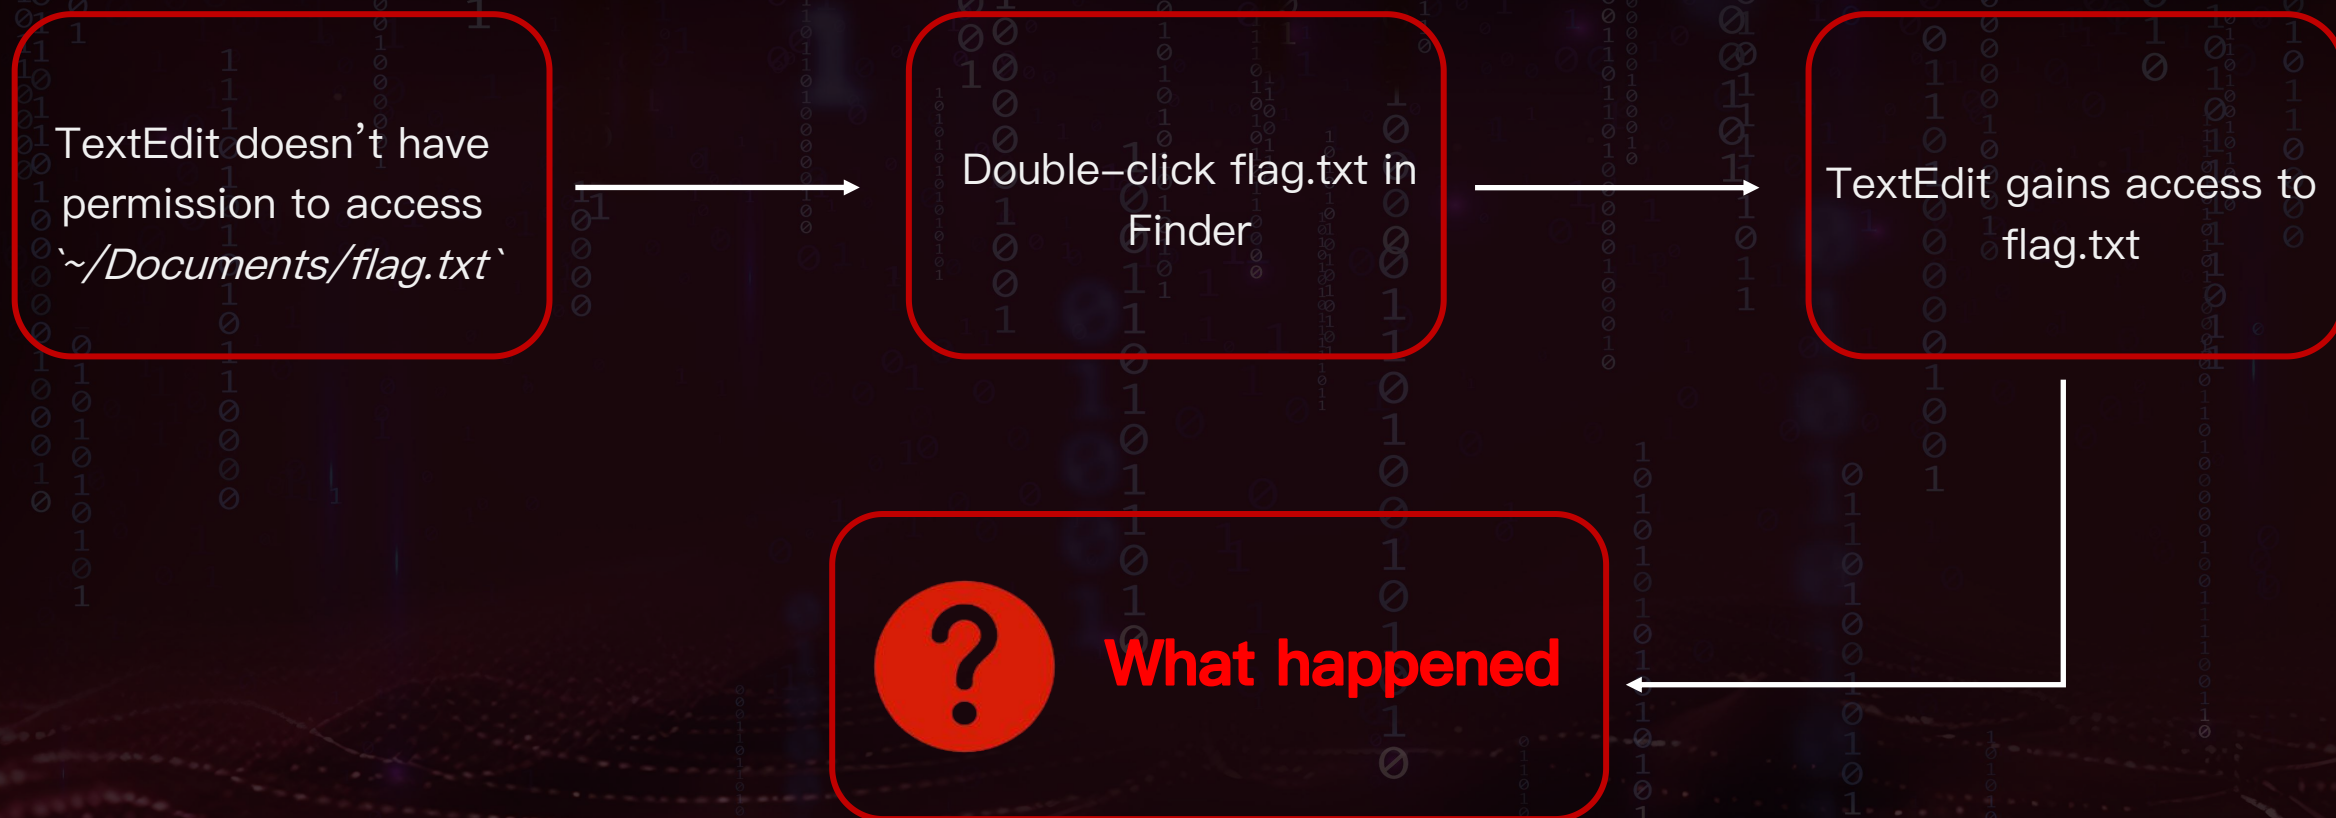 TextEdit doesn’t have
permission to access
`~/Documents/flag.txt`
Double-click flag.txt in
Finder
TextEdit gains access to
flag.txt
?
What happened